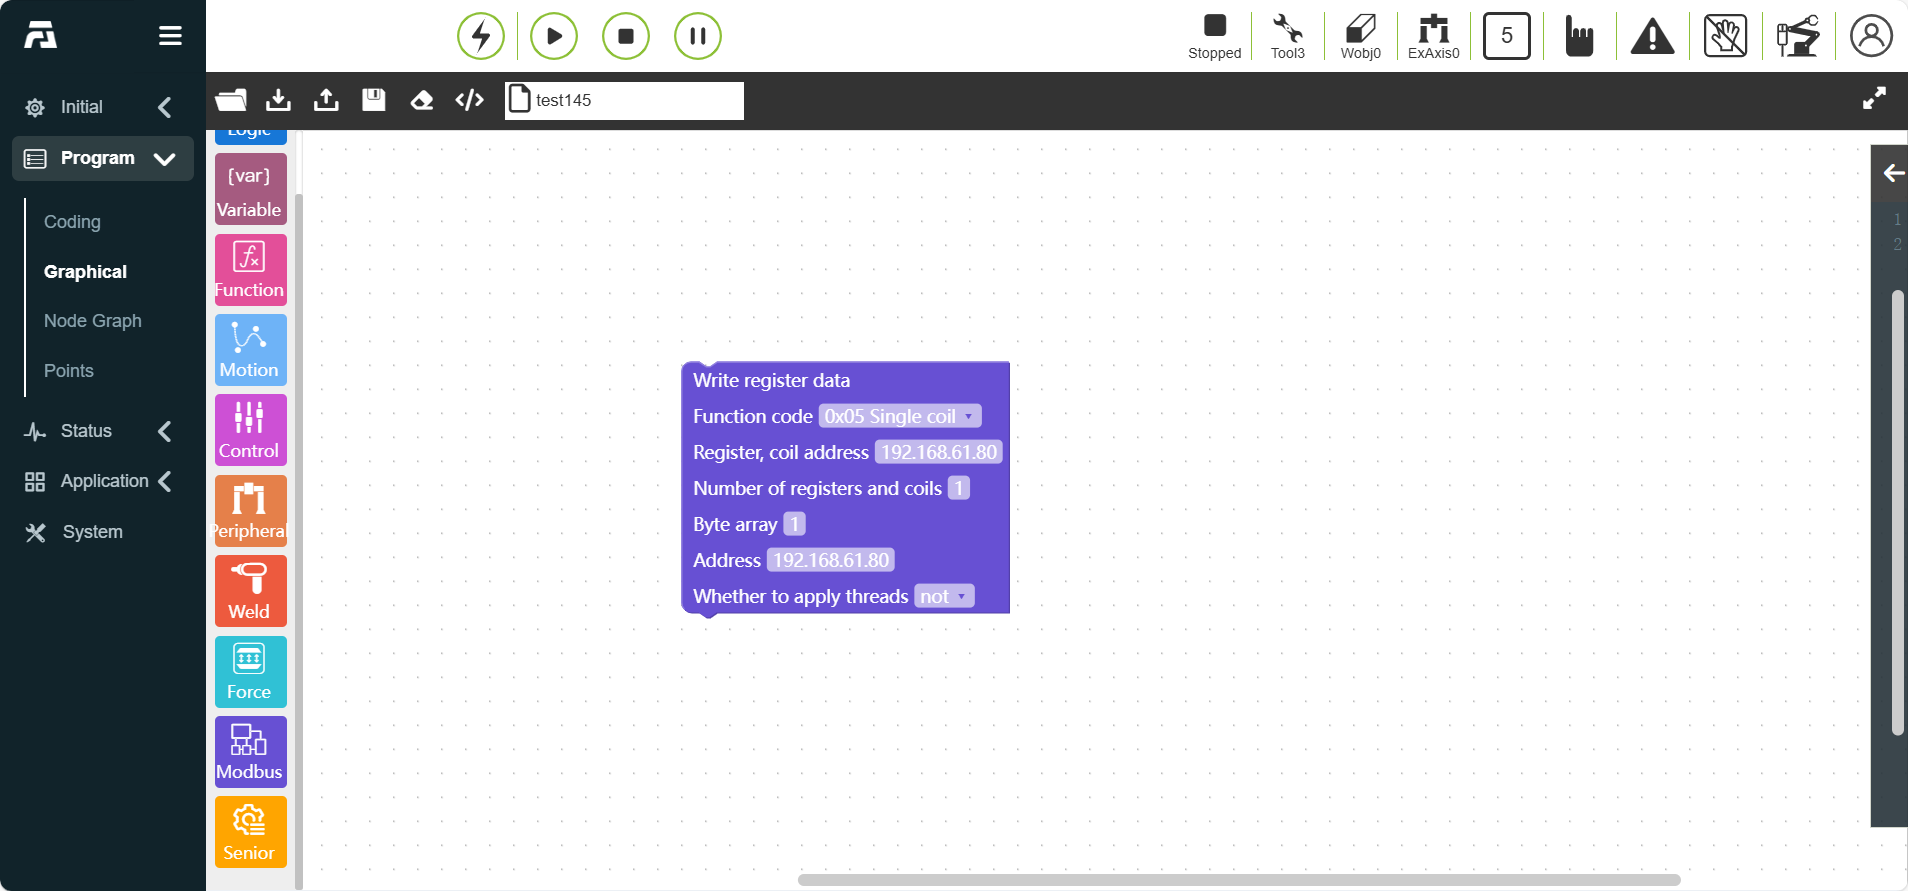 Stopped
Tool3
Wobj0
ExAxis0
5
Initial
Program
Coding
Graphical
Node Graph
Points
Status
Application
System
test145
Logic
{var}
Variable
fx
Function
Motion
Control
Peripheral
Weld
Force
Modbus
Senior
Write register data
Function code 0x05 Single coil
Register, coil address 192.168.61.80
Number of registers and coils 1
Byte array 1
Address 192.168.61.80
Whether to apply threads not
1
2